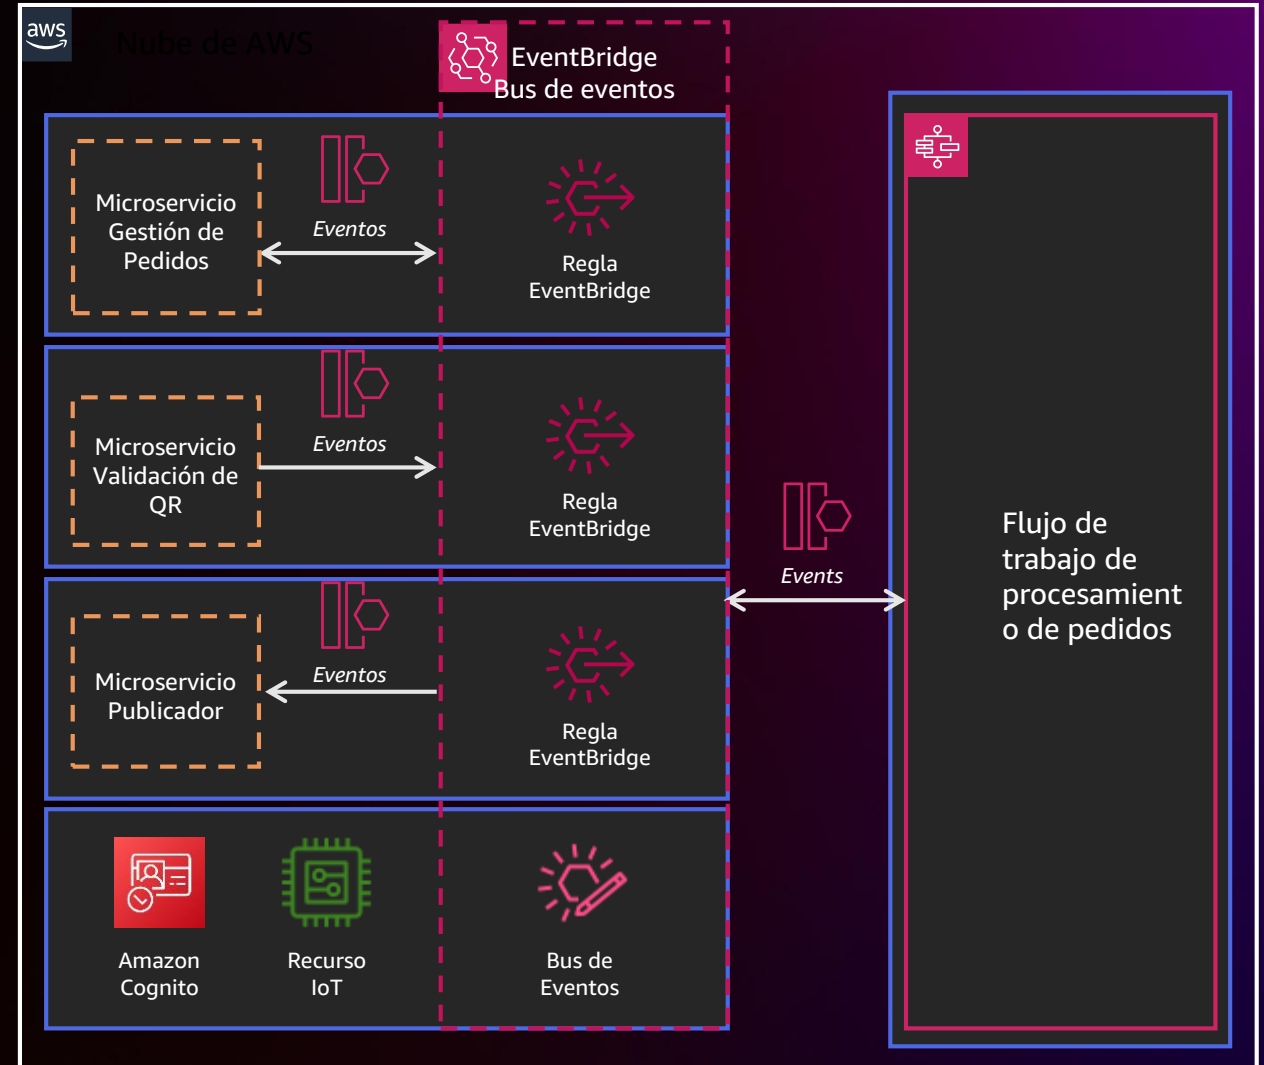 aws
Nube de AWS
EventBridge
Bus de eventos
Microservicio
Gestión de
Pedidos
Eventos
Regla
EventBridge
Microservicio
Validación de
QR
Eventos
Regla
EventBridge
Microservicio
Publicador
Eventos
Regla
EventBridge
Amazon
Cognito
Recurso
IoT
Bus de
Eventos
Events
Flujo de
trabajo de
procesamient
o de pedidos